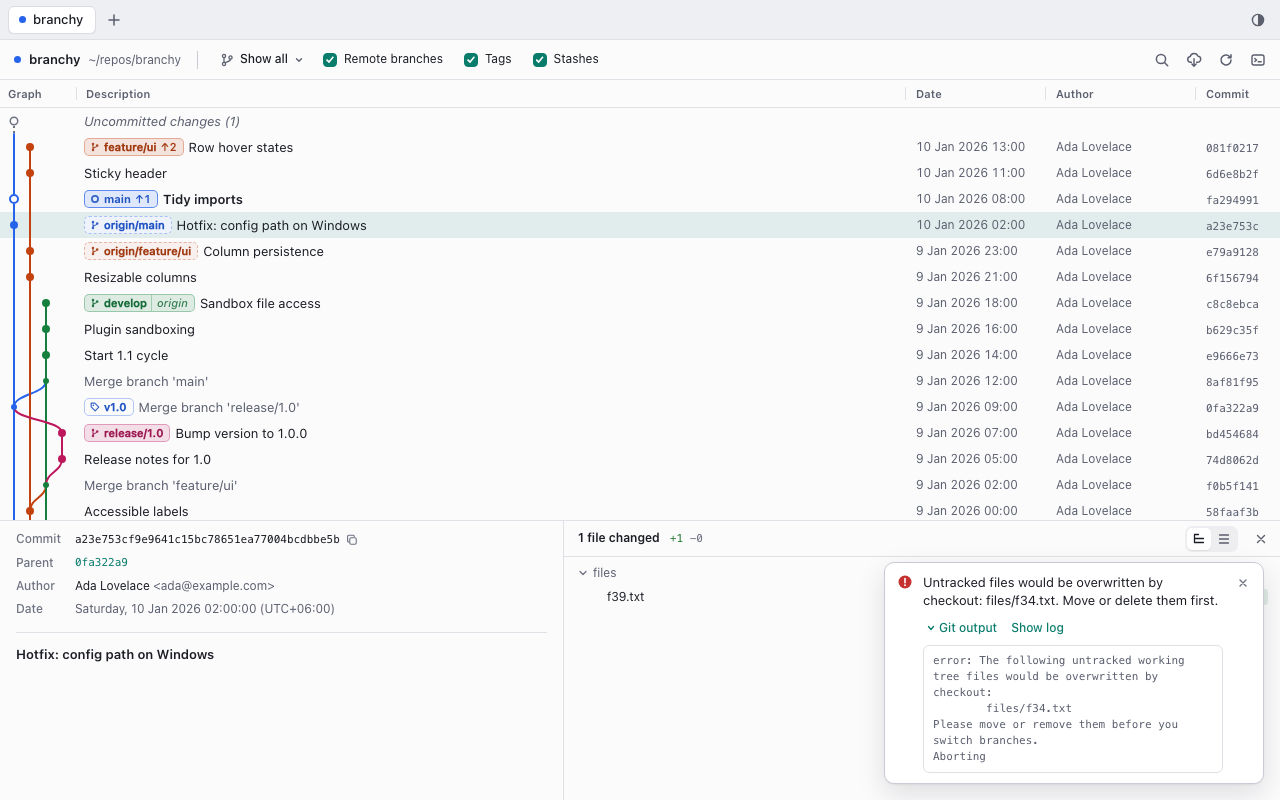 branchy
branchy ~/repos/branchy Show all Remote branches Tags Stashes
Graph Description Date Author Commit
Uncommitted changes (1)
feature/ui ↑2 Row hover states 10 Jan 2026 13:00 Ada Lovelace 081f0217
Sticky header 10 Jan 2026 11:00 Ada Lovelace 6d6e8b2f
main ↑1 Tidy imports 10 Jan 2026 08:00 Ada Lovelace fa294991
origin/main Hotfix: config path on Windows 10 Jan 2026 02:00 Ada Lovelace a23e753c
origin/feature/ui Column persistence 9 Jan 2026 23:00 Ada Lovelace e79a9128
Resizable columns 9 Jan 2026 21:00 Ada Lovelace 6f156794
develop origin Sandbox file access 9 Jan 2026 18:00 Ada Lovelace c8c8ebca
Plugin sandboxing 9 Jan 2026 16:00 Ada Lovelace b629c35f
Start 1.1 cycle 9 Jan 2026 14:00 Ada Lovelace e9666e73
Merge branch 'main' 9 Jan 2026 12:00 Ada Lovelace 8af81f95
v1.0 Merge branch 'release/1.0' 9 Jan 2026 09:00 Ada Lovelace 0fa322a9
release/1.0 Bump version to 1.0.0 9 Jan 2026 07:00 Ada Lovelace bd454684
Release notes for 1.0 9 Jan 2026 05:00 Ada Lovelace 74d8062d
Merge branch 'feature/ui' 9 Jan 2026 02:00 Ada Lovelace f0b5f141
Accessible labels 9 Jan 2026 00:00 Ada Lovelace 58faaf3b
Commit a23e753cf9e9641c15bc78651ea77004bcdbbe5b
Parent 0fa322a9
Author Ada Lovelace <ada@example.com>
Date Saturday, 10 Jan 2026 02:00:00 (UTC+06:00)
Hotfix: config path on Windows
1 file changed +1 −0
files
f39.txt
Untracked files would be overwritten by
checkout: files/f34.txt. Move or delete them first.
Git output Show log
error: The following untracked working
tree files would be overwritten by
checkout:
files/f34.txt
Please move or remove them before you
switch branches.
Aborting